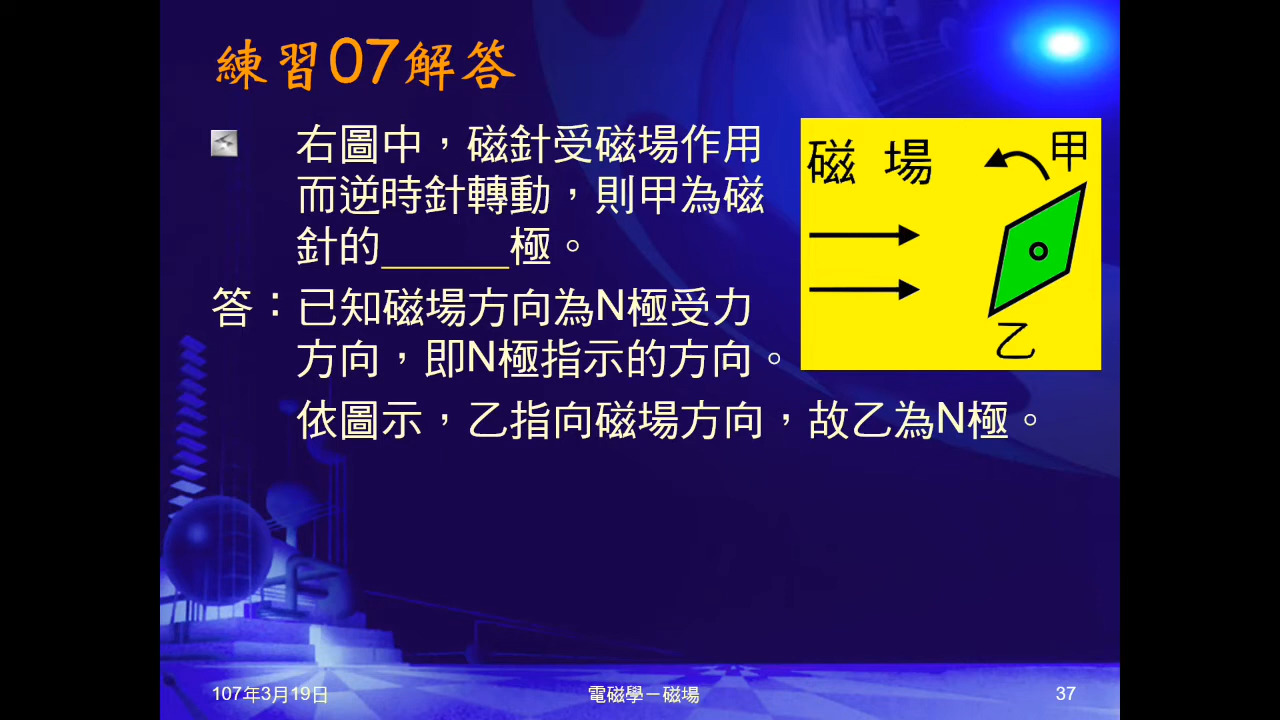 練習07解答
右圖中，磁針受磁場作用
而逆時針轉動，則甲為磁
針的______極。
磁 場
甲
乙
答：已知磁場方向為N極受力
方向，即N極指示的方向。
依圖示，乙指向磁場方向，故乙為N極。
107年3月19日
電磁學－磁場
37